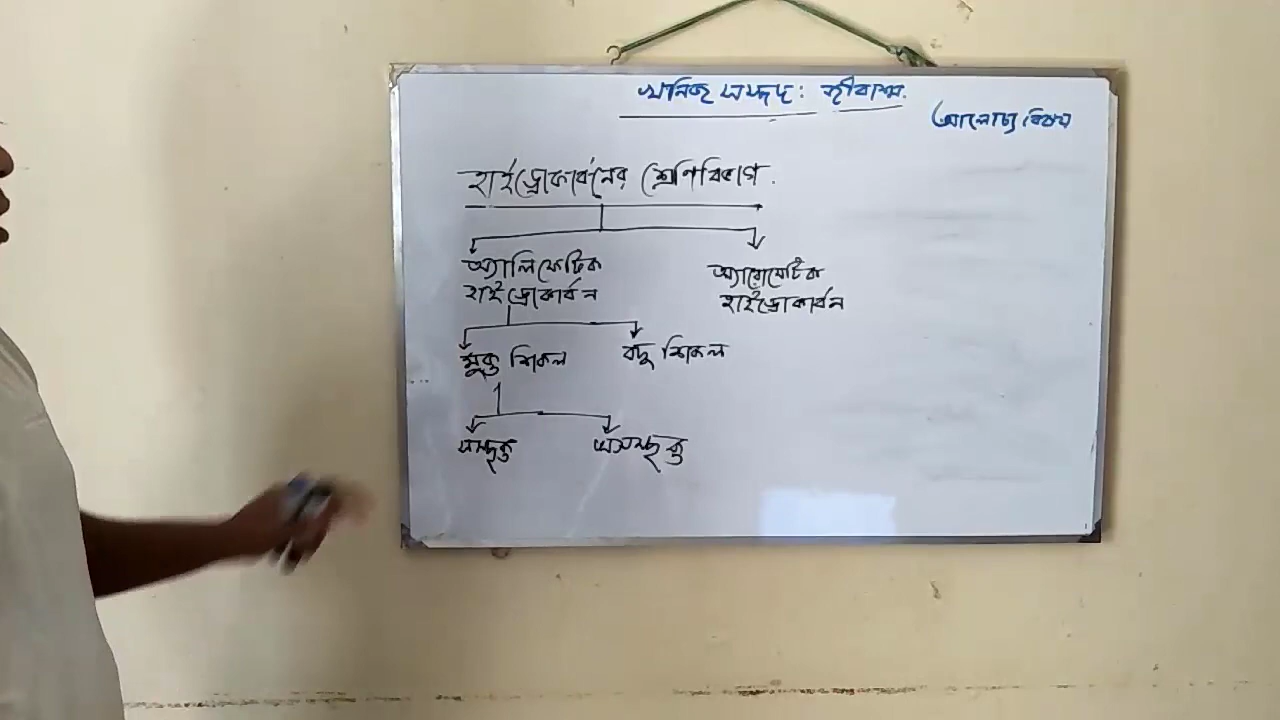 খনিজ সম্পদ: জীবাশ্ম.
আলোচ্য বিষয়
হাইড্রোকার্বনের শ্রেণিবিভাগ.
অ্যালিফেটিক
হাইড্রোকার্বন
অ্যারোমেটিক
হাইড্রোকার্বন
মুক্ত শিকল
বদ্ধ শিকল
সম্পৃক্ত
অসম্পৃক্ত